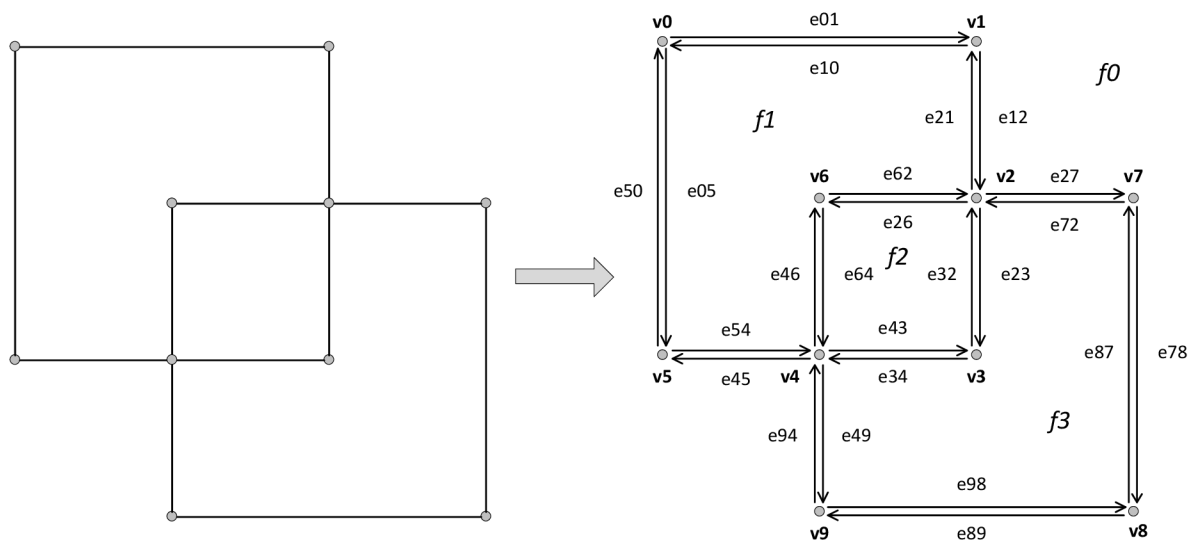 v0 e01 v1
e10
f0
f1
e21 e12
v6 e62 v2 e27 v7
e50 e05
e26 e72
f2
e46 e64 e32 e23
e54 e43
e87 e78
v5 e45 v4 e34 v3
f3
e94 e49
e98
v9 e89 v8